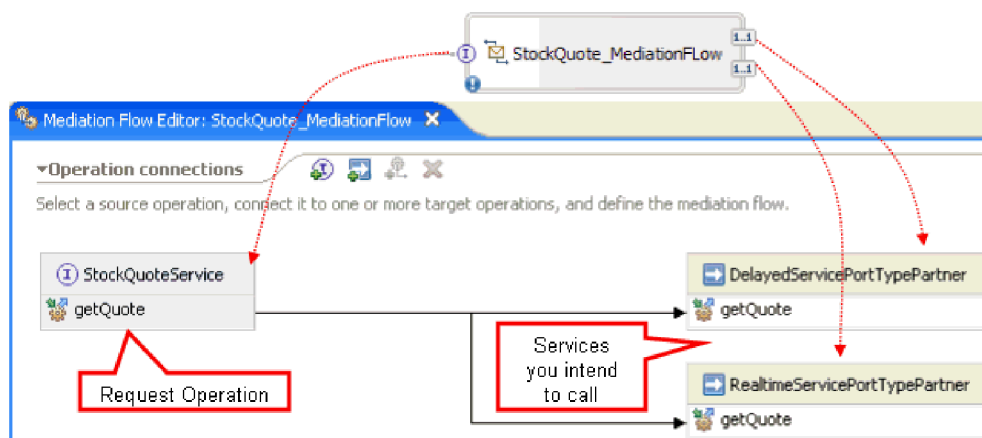 1..1
StockQuote_MediationFLow
1..1
Mediation Flow Editor: StockQuote_MediationFlow
Operation connections
Select a source operation, connect it to one or more target operations, and define the mediation flow.
I StockQuoteService
DelayedServicePortTypePartner
getQuote
getQuote
Services
you intend
to call
Request Operation
RealtimeServicePortTypePartner
getQuote